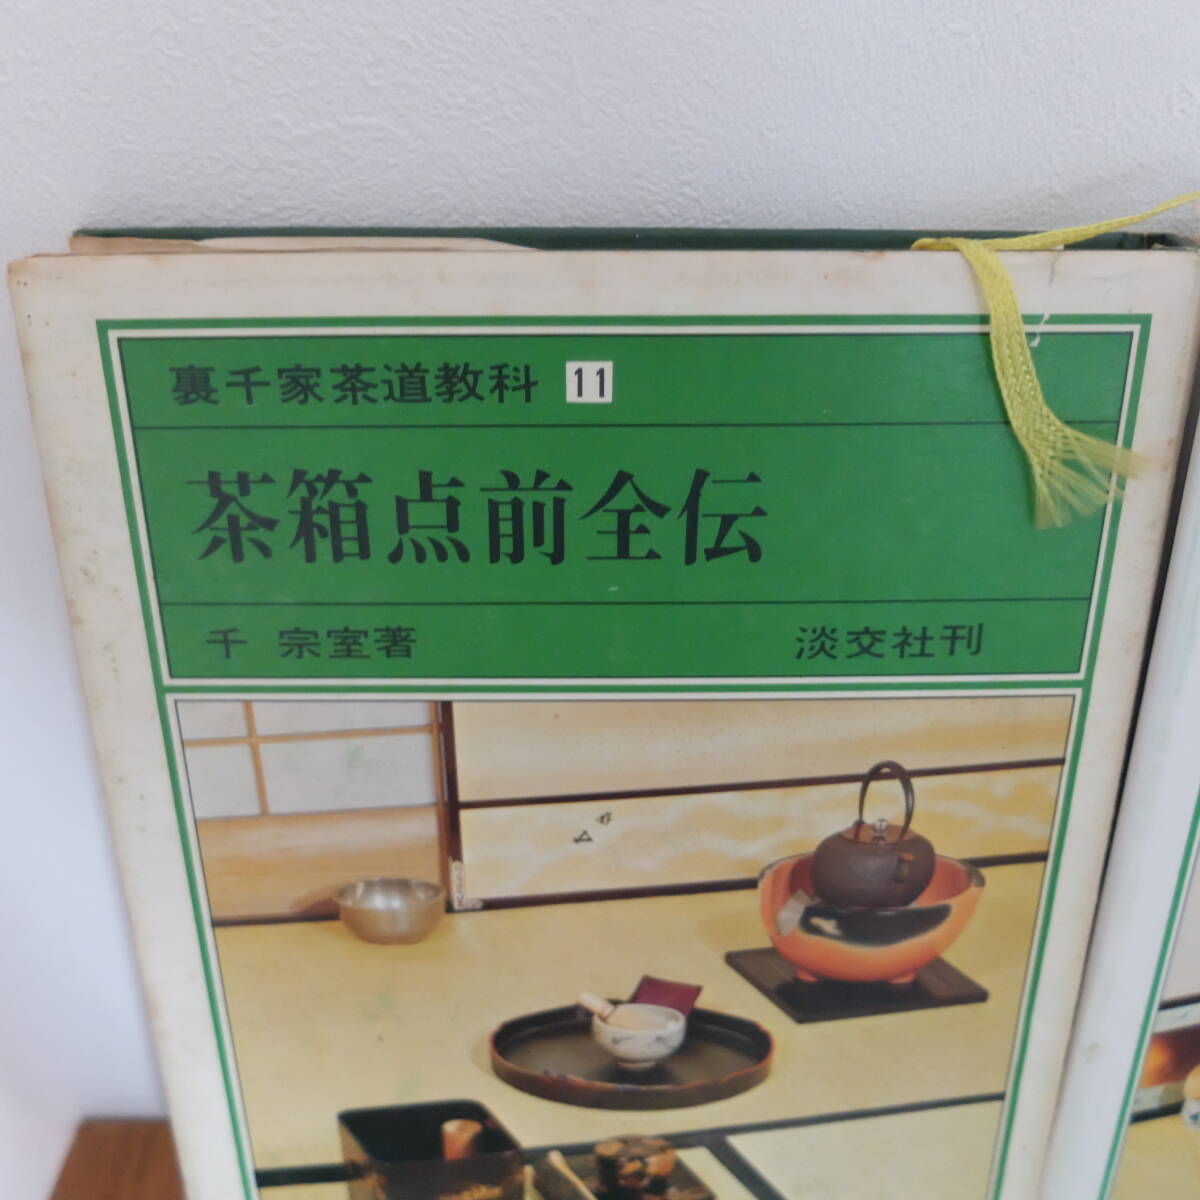 裏千家茶道教科 11
茶箱点前全伝
千 宗室著 淡交社刊